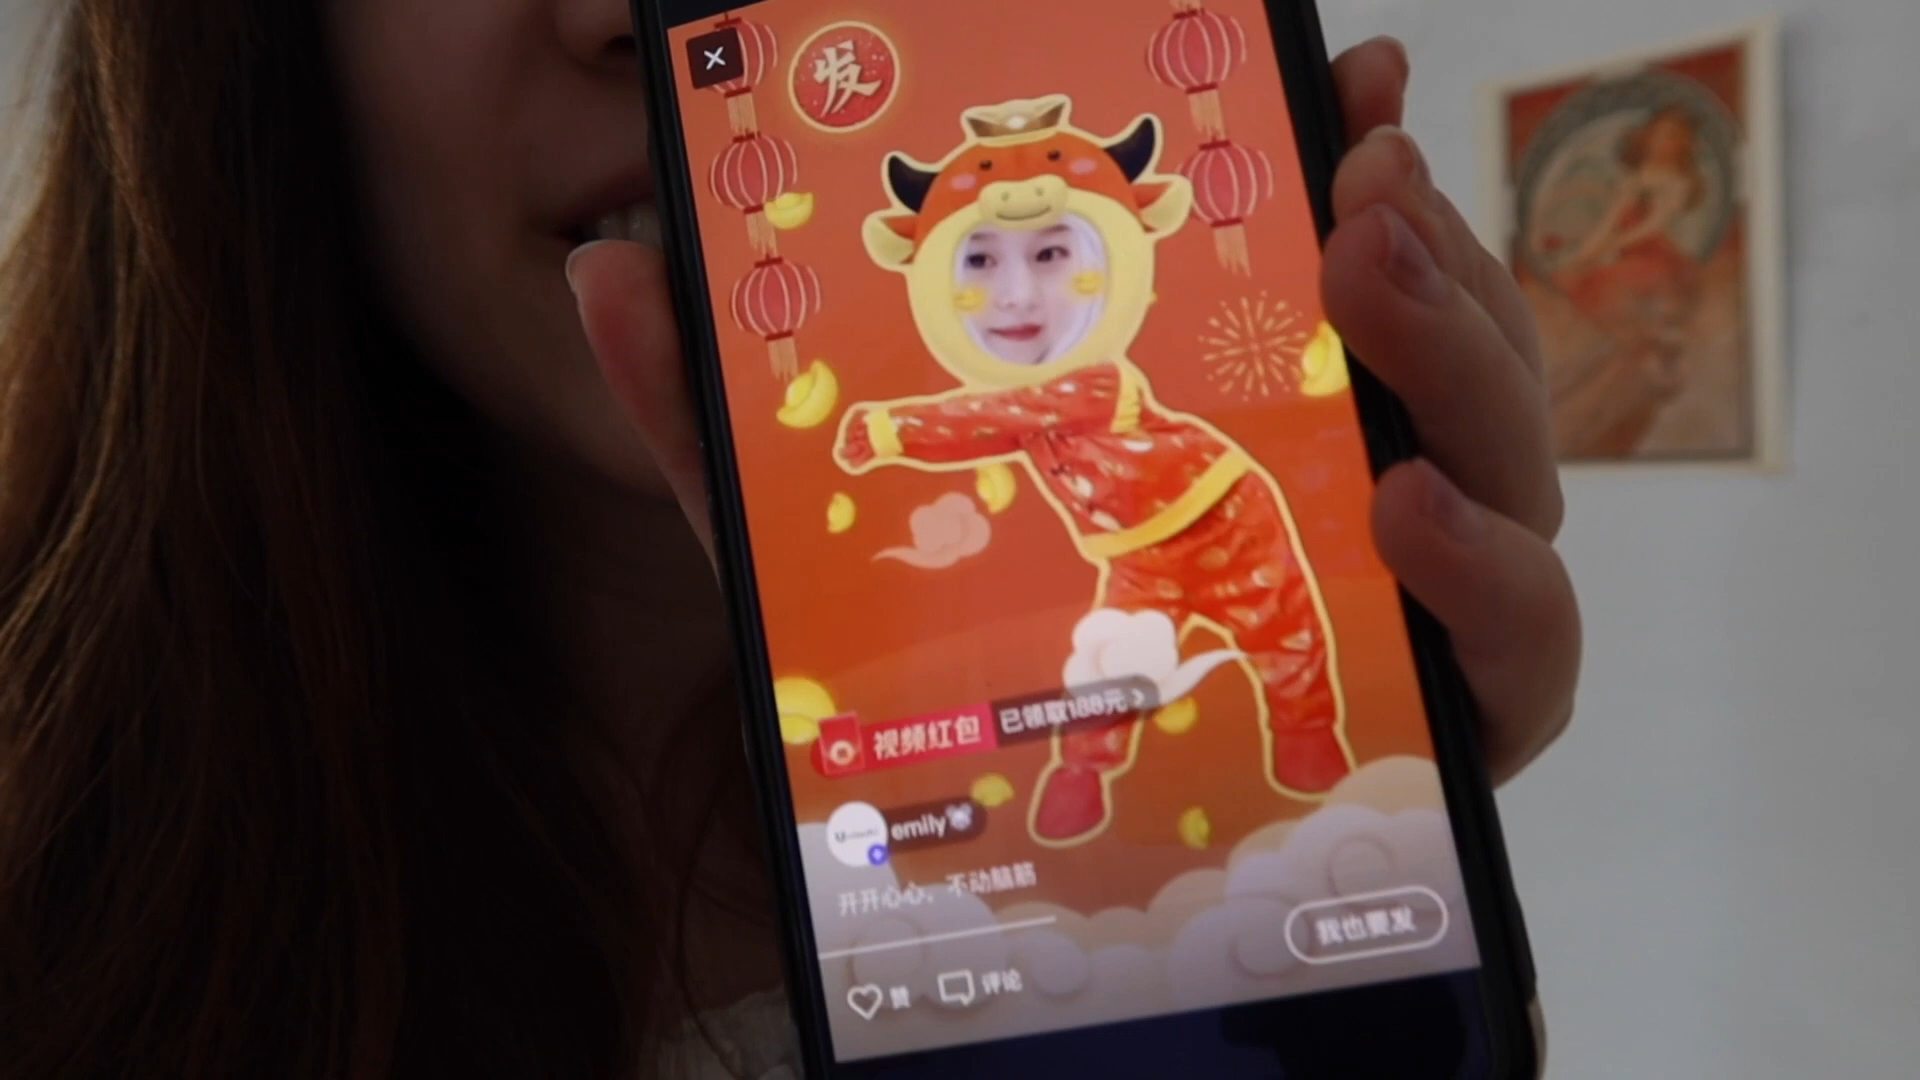 发
视频红包 已领取188元 >
emily
开开心心，不动脑筋
我也要发
赞 评论